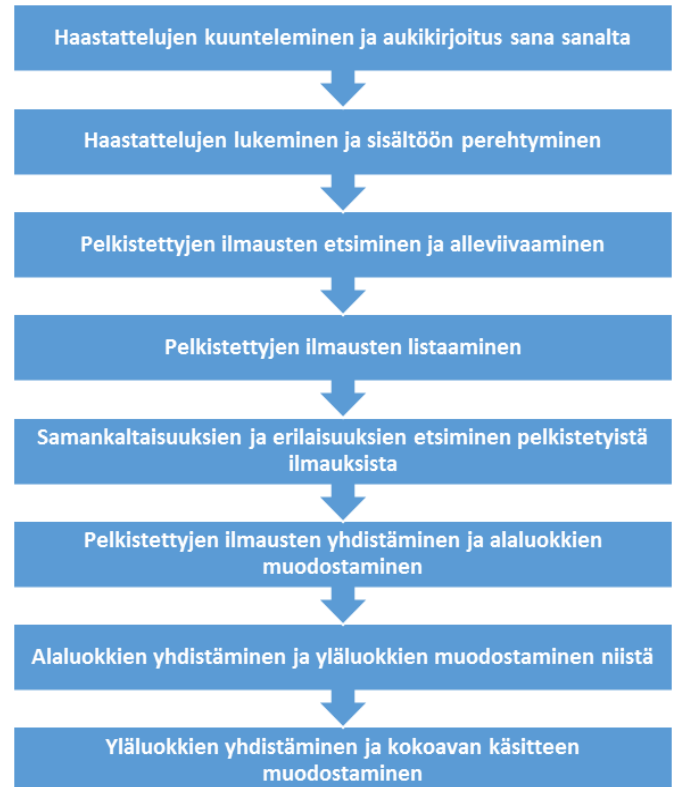 Haastattelujen kuunteleminen ja aukikirjoitus sana sanalta
Haastattelujen lukeminen ja sisältöön perehtyminen
Pelkistettyjen ilmausten etsiminen ja alleviivaaminen
Pelkistettyjen ilmausten listaaminen
Samankaltaisuuksien ja erilaisuuksien etsiminen pelkistetyistä
ilmauksista
Pelkistettyjen ilmausten yhdistäminen ja alaluokkien
muodostaminen
Alaluokkien yhdistäminen ja yläluokkien muodostaminen niistä
Yläluokkien yhdistäminen ja kokoavan käsitteen
muodostaminen